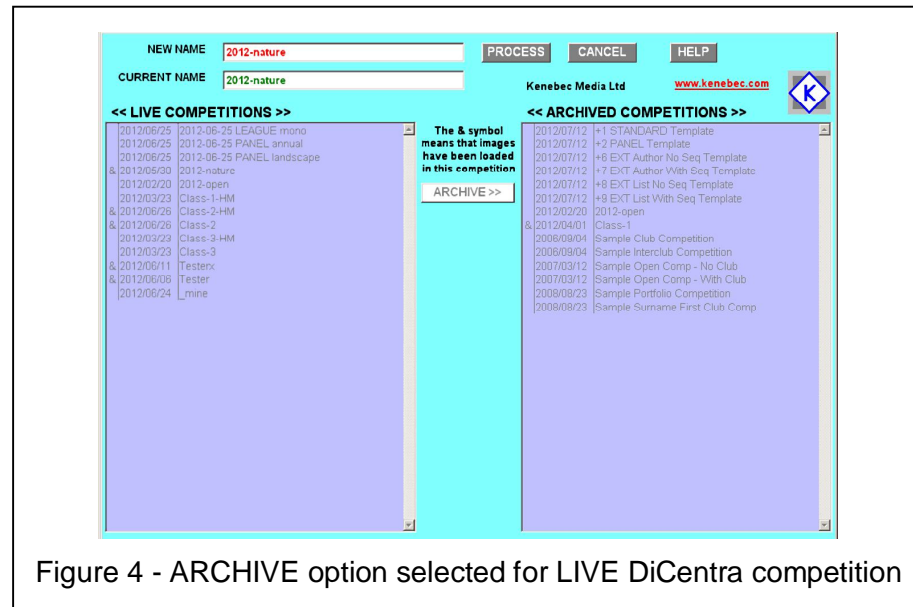 NEW NAME 2012-nature PROCESS CANCEL HELP
CURRENT NAME 2012-nature
Kenebec Media Ltd www.kenebec.com
K
<< LIVE COMPETITIONS >>
2012/06/25 2012-06-25 LEAGUE mono
2012/06/25 2012-06-25 PANEL annual
2012/06/25 2012-06-25 PANEL landscape
& 2012/06/30 2012-nature
2012/02/20 2012-open
2012/03/23 Class-1-HM
& 2012/06/26 Class-2-HM
& 2012/06/26 Class-2
2012/03/23 Class-3-HM
2012/03/23 Class-3
& 2012/06/11 Testerx
& 2012/06/06 Tester
2012/06/24 _mine
The & symbol
means that images
have been loaded
in this competition
ARCHIVE >>
<< ARCHIVED COMPETITIONS >>
2012/07/12 +1 STANDARD Template
2012/07/12 +2 PANEL Template
2012/07/12 +6 EXT Author No Seq Template
2012/07/12 +7 EXT Author With Seq Template
2012/07/12 +8 EXT List No Seq Template
2012/07/12 +9 EXT List With Seq Template
2012/02/20 2012-open
& 2012/04/01 Class-1
2006/09/04 Sample Club Competition
2006/09/04 Sample Interclub Competition
2007/03/12 Sample Open Comp - No Club
2007/03/12 Sample Open Comp - With Club
2008/08/23 Sample Portfolio Competition
2008/08/23 Sample Surname First Club Comp
Figure 4 - ARCHIVE option selected for LIVE DiCentra competition